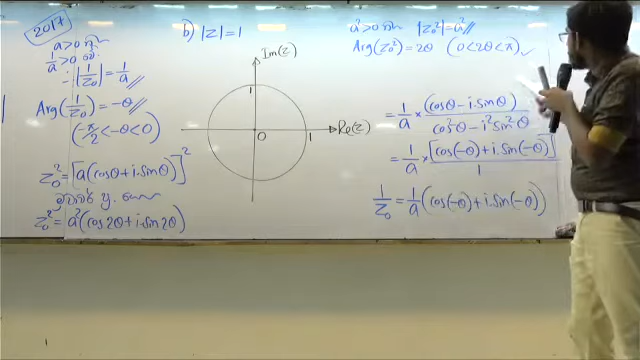 2017
a>0
1/a>0
∴ |1/Z₀| = 1/a //
Arg(1/Z₀) = -θ //
(-π/2 < -θ < 0)
Z₀² = [a(cosθ + i.sinθ)]²
Z₀² = a²(cos2θ + i.sin2θ)
b) |Z| = 1
Im(Z)
1
O
1
Re(Z)
a²>0 |Z₀²| = a² //
Arg(Z₀²) = 2θ (0<2θ<π)
= 1/a × (cosθ - i.sinθ)/(cos²θ - i².sin²θ)
= 1/a × [cos(-θ) + i.sin(-θ)]/1
1/Z₀ = 1/a (cos(-θ) + i.sin(-θ))